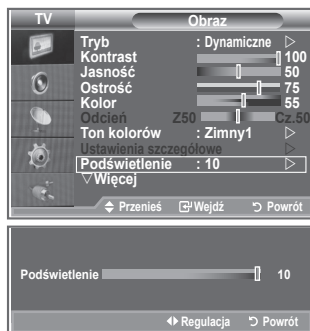 TV Obraz
Tryb : Dynamiczne
Kontrast 100
Jasność 50
Ostrość 75
Kolor 55
Odcień Z50 Cz.50
Ton kolorów : Zimny1
Ustawienia szczegółowe
Podświetlenie : 10
Więcej
Przenieś Wejdź Powrót
Podświetlenie 10
Regulacja Powrót